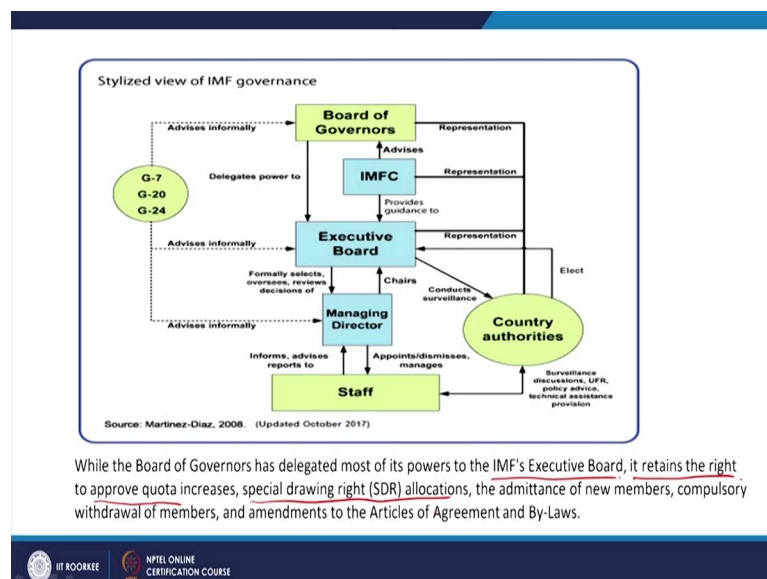 Stylized view of IMF governance
Board of
Governors
Advises informally
Representation
Advises
G-7
G-20
G-24
Delegates power to
IMFC
Representation
Provides
guidance to
Executive
Board
Representation
Advises informally
Elect
Formally selects,
oversees, reviews
decisions of
Chairs
Conducts
surveillance
Managing
Director
Country
authorities
Advises informally
Informs, advises
reports to
Appoints/dismisses,
manages
Surveillance
discussions, UFR,
policy advice,
technical assistance
provision
Staff
Source: Martinez-Diaz, 2008. (Updated October 2017)
While the Board of Governors has delegated most of its powers to the IMF's Executive Board, it retains the right
to approve quota increases, special drawing right (SDR) allocations, the admittance of new members, compulsory
withdrawal of members, and amendments to the Articles of Agreement and By-Laws.
IIT ROORKEE
NPTEL ONLINE
CERTIFICATION COURSE